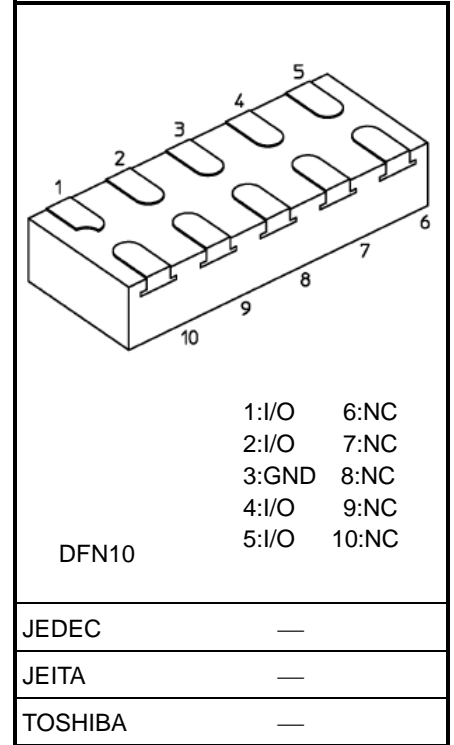 5
4
3
2
1
6
7
8
9
10
1:I/O 6:NC
2:I/O 7:NC
3:GND 8:NC
4:I/O 9:NC
5:I/O 10:NC
DFN10
JEDEC —
JEITA —
TOSHIBA —